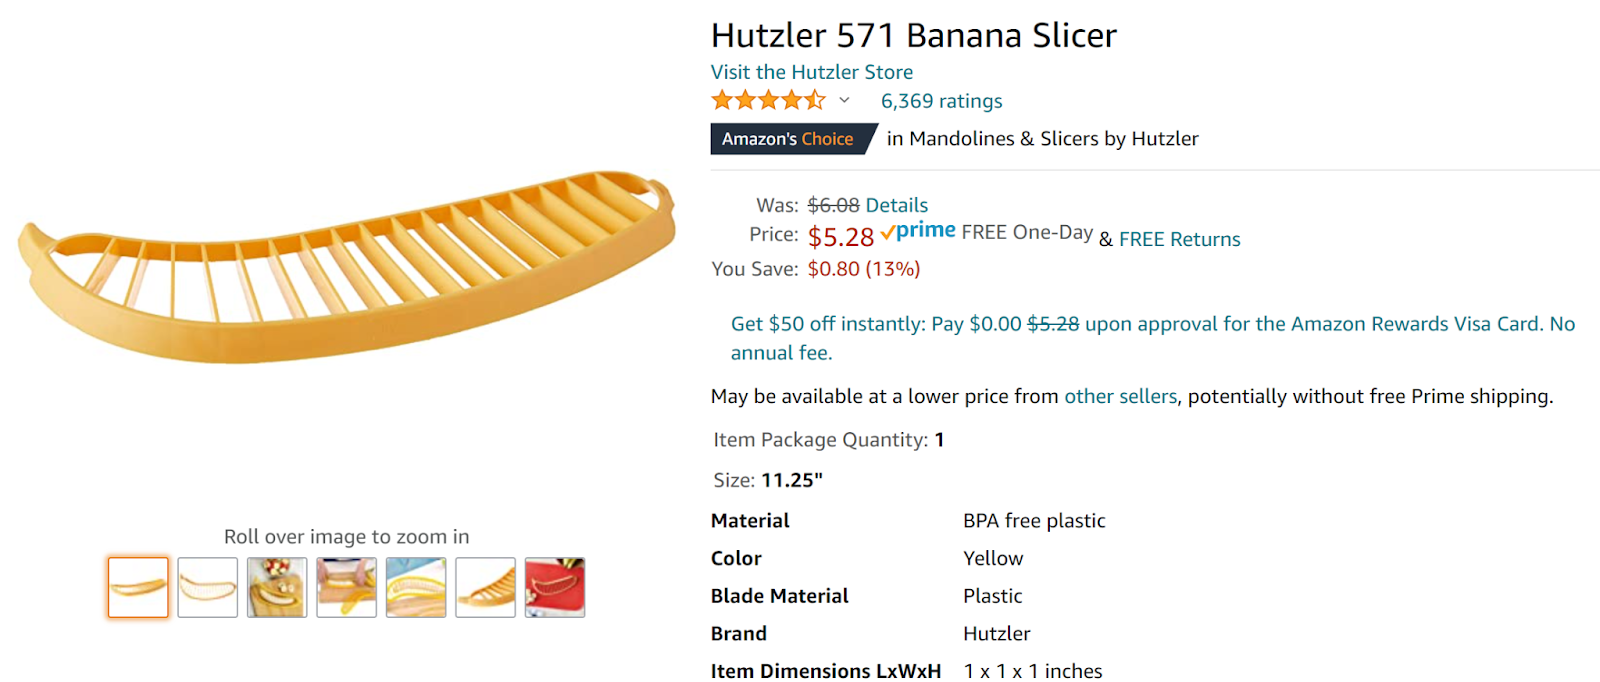 Hutzler 571 Banana Slicer
Visit the Hutzler Store
6,369 ratings
Amazon's Choice in Mandolines & Slicers by Hutzler
Was: $6.08 Details
Price: $5.28 prime FREE One-Day & FREE Returns
You Save: $0.80 (13%)
Get $50 off instantly: Pay $0.00 $5.28 upon approval for the Amazon Rewards Visa Card. No
annual fee.
May be available at a lower price from other sellers, potentially without free Prime shipping.
Item Package Quantity: 1
Size: 11.25"
Roll over image to zoom in
Material BPA free plastic
Color Yellow
Blade Material Plastic
Brand Hutzler
Item Dimensions LxWxH 1 x 1 x 1 inches